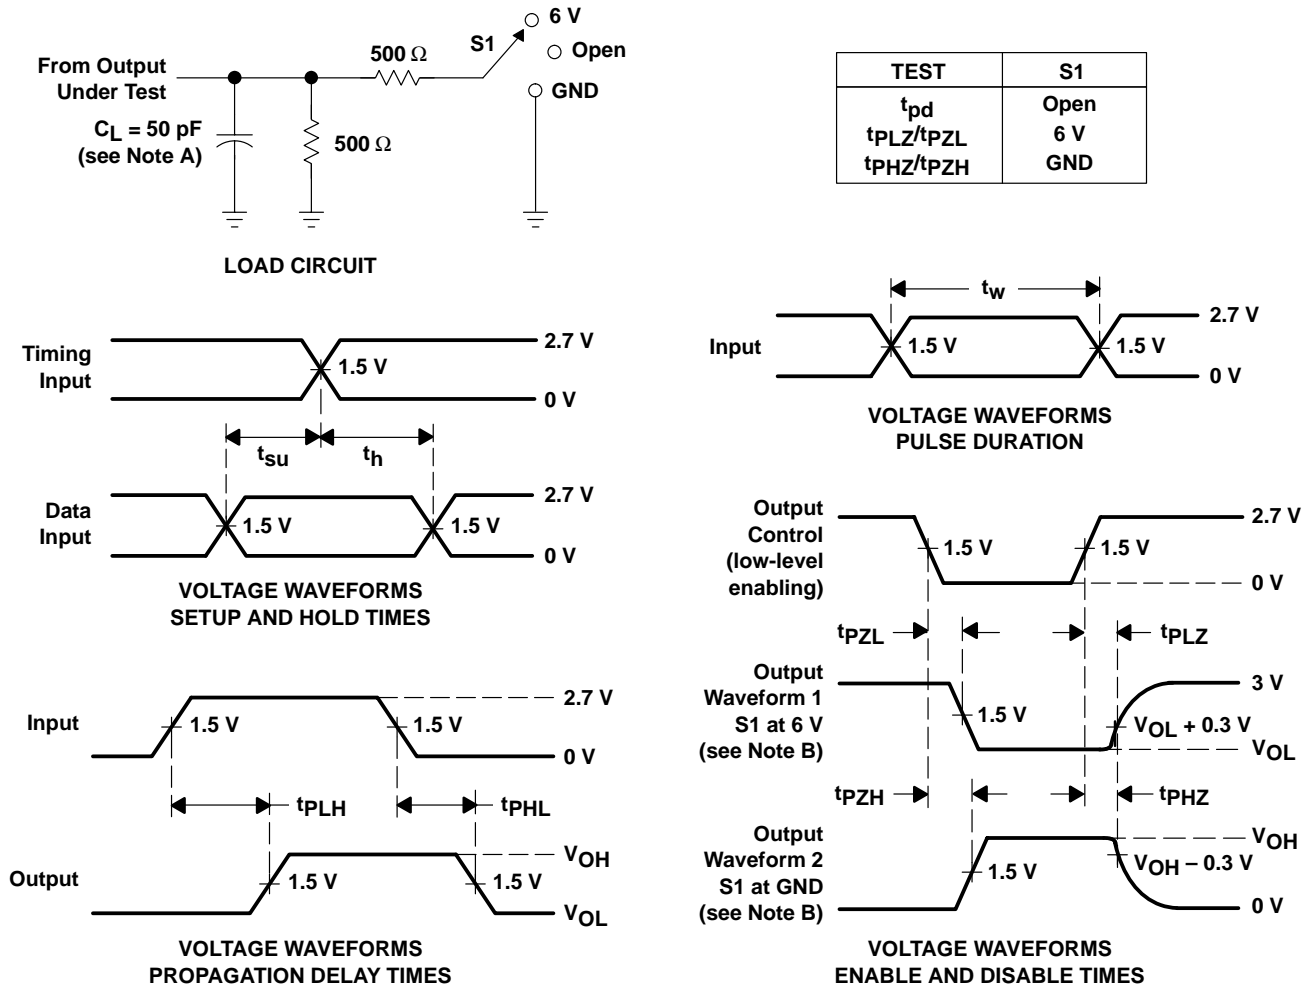 6 V
S1
500 Ω
Open
From Output
Under Test
GND
CL = 50 pF
(see Note A)
500 Ω
LOAD CIRCUIT
TEST S1
tpd Open
tPLZ/tPZL 6 V
tPHZ/tPZH GND
Timing
Input
1.5 V
2.7 V
0 V
tsu
th
Data
Input
1.5 V
1.5 V
2.7 V
0 V
VOLTAGE WAVEFORMS
SETUP AND HOLD TIMES
tw
Input
1.5 V
1.5 V
2.7 V
0 V
VOLTAGE WAVEFORMS
PULSE DURATION
Input
1.5 V
1.5 V
2.7 V
0 V
tPLH
tPHL
Output
1.5 V
1.5 V
VOH
VOL
VOLTAGE WAVEFORMS
PROPAGATION DELAY TIMES
Output
Control
(low-level
enabling)
1.5 V
1.5 V
2.7 V
0 V
tPZL
tPLZ
Output
Waveform 1
S1 at 6 V
(see Note B)
1.5 V
3 V
VOL + 0.3 V
VOL
tPZH
tPHZ
Output
Waveform 2
S1 at GND
(see Note B)
1.5 V
VOH
VOH – 0.3 V
0 V
VOLTAGE WAVEFORMS
ENABLE AND DISABLE TIMES